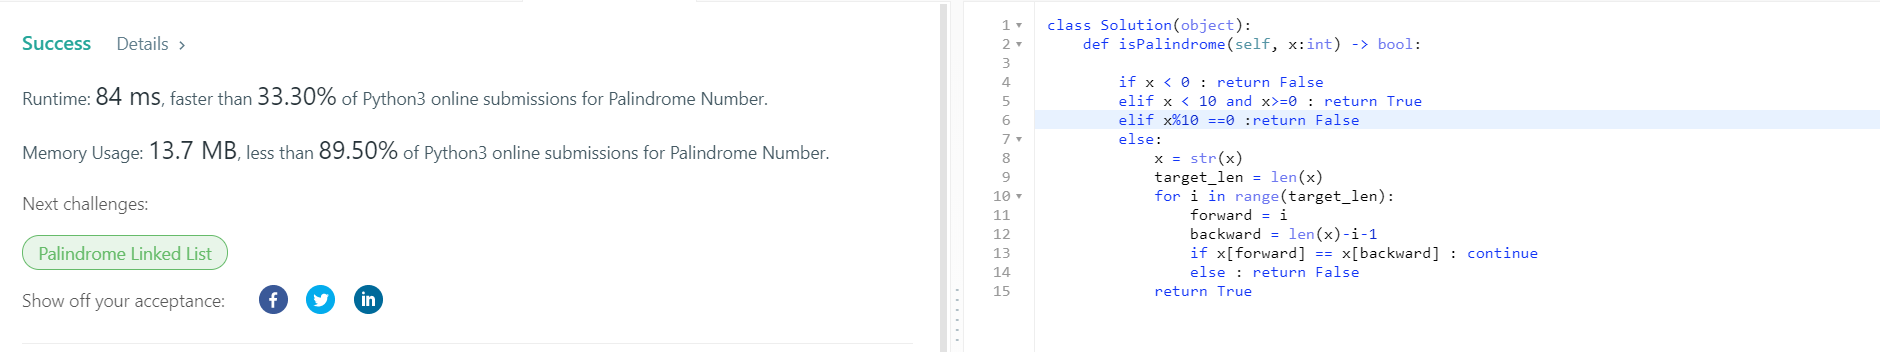 Success Details >
Runtime: 84 ms, faster than 33.30% of Python3 online submissions for Palindrome Number.
Memory Usage: 13.7 MB, less than 89.50% of Python3 online submissions for Palindrome Number.
Next challenges:
Palindrome Linked List
Show off your acceptance:
f in
1 class Solution(object):
2     def isPalindrome(self, x:int) -> bool:
3
4         if x < 0 : return False
5         elif x < 10 and x>=0 : return True
6         elif x%10 ==0 :return False
7         else:
8             x = str(x)
9             target_len = len(x)
10             for i in range(target_len):
11                 forward = i
12                 backward = len(x)-i-1
13                 if x[forward] == x[backward] : continue
14                 else : return False
15             return True